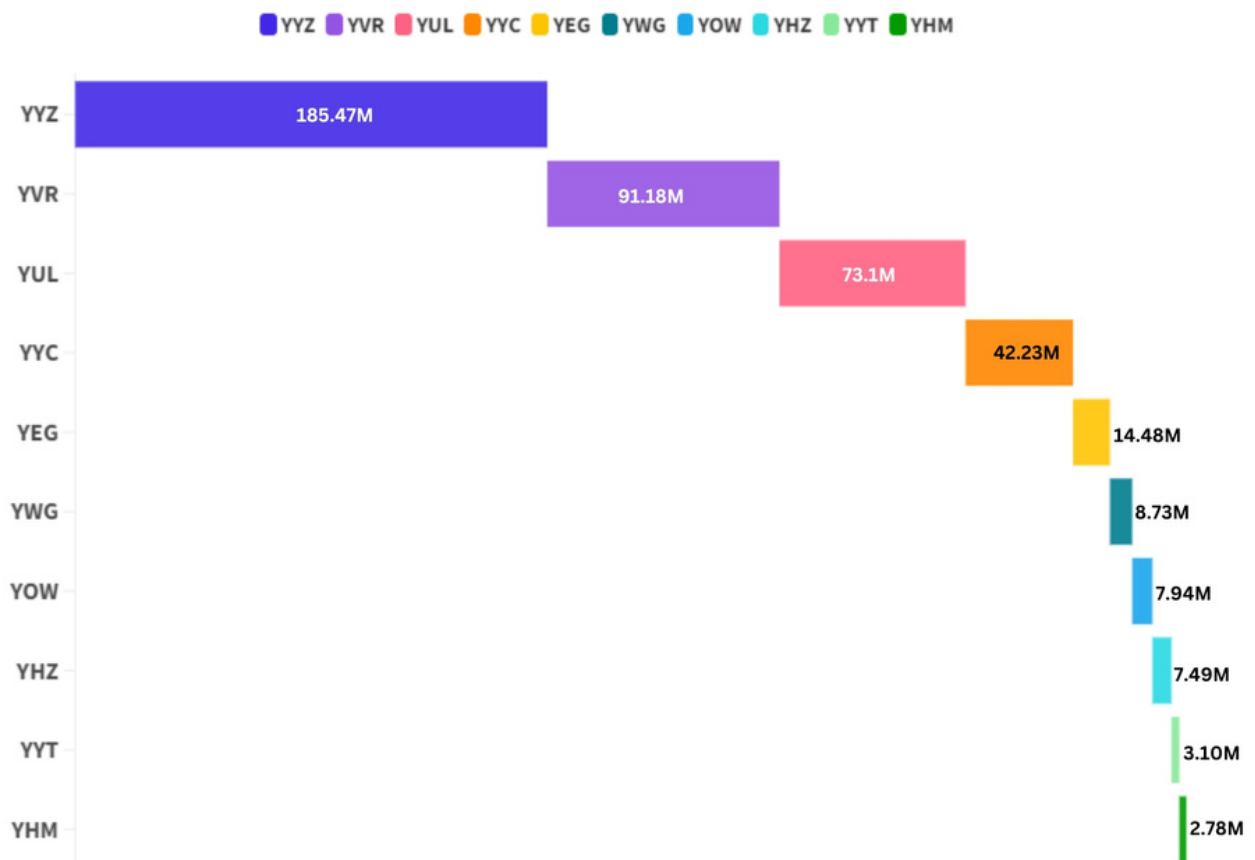 YYZ YVR YUL YYC YEG YWG YOW YHZ YYT YHM
YYZ 185.47M
YVR 91.18M
YUL 73.1M
YYC 42.23M
YEG 14.48M
YWG 8.73M
YOW 7.94M
YHZ 7.49M
YYT 3.10M
YHM 2.78M